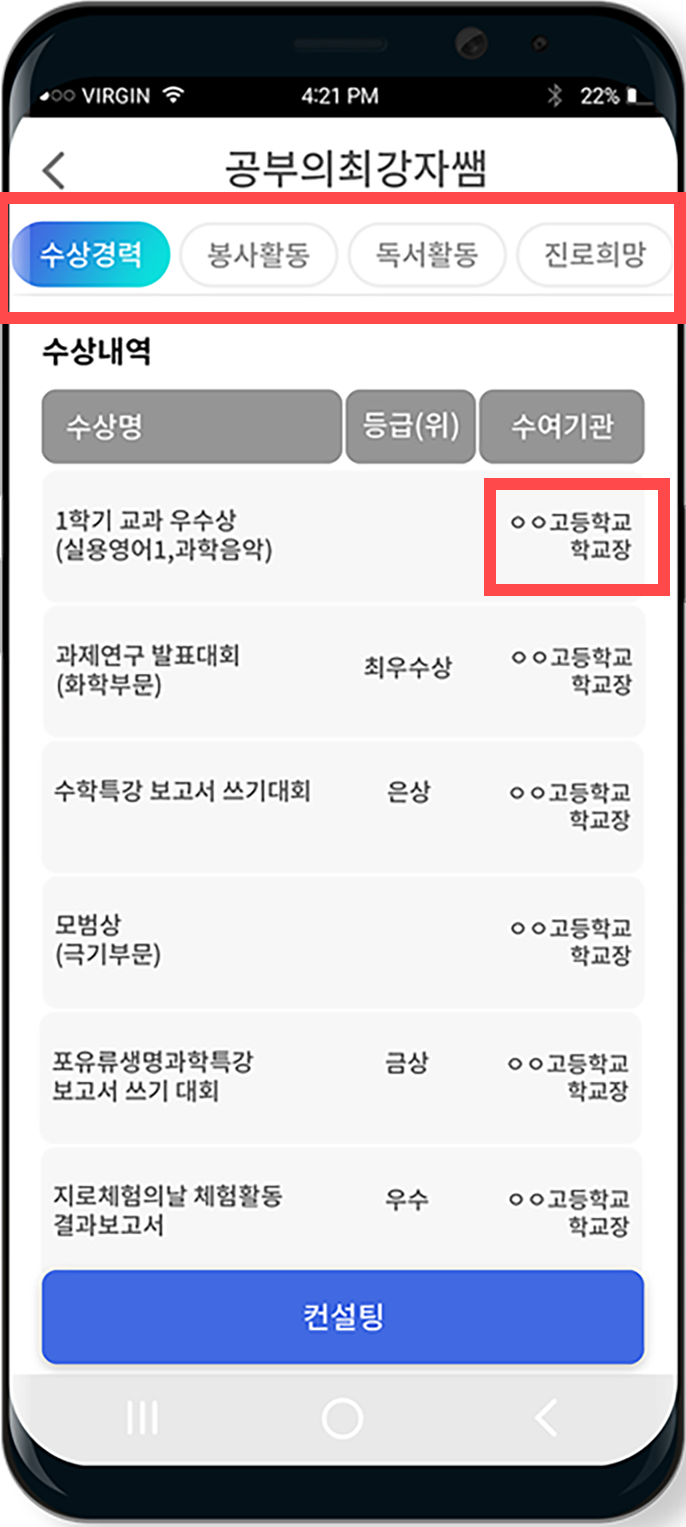 VIRGIN 4:21 PM 22%
공부의최강자쌤
수상경력 봉사활동 독서활동 진로희망
수상내역
수상명 등급(위) 수여기관
1학기 교과 우수상 ㅇㅇ고등학교
(실용영어1,과학음악) 학교장
과제연구 발표대회 최우수상 ㅇㅇ고등학교
(화학부문) 학교장
수학특강 보고서 쓰기대회 은상 ㅇㅇ고등학교
학교장
모범상 ㅇㅇ고등학교
(극기부문) 학교장
포유류생명과학특강 금상 ㅇㅇ고등학교
보고서 쓰기 대회 학교장
지로체험의날 체험활동 우수 ㅇㅇ고등학교
결과보고서 학교장
컨설팅